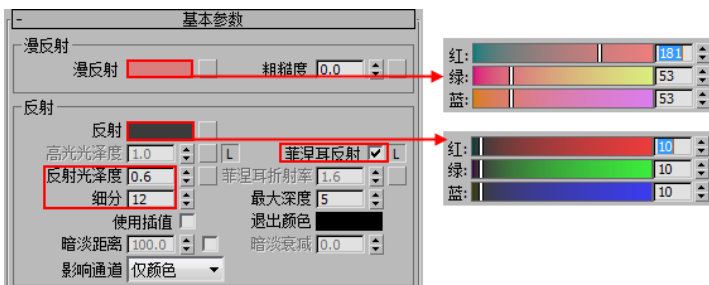 - 基本参数
漫反射
漫反射 粗糙度 0.0
反射
反射
高光光泽度 1.0 L 菲涅耳反射 L
反射光泽度 0.6 菲涅耳折射率 1.6
细分 12 最大深度 5
使用插值 退出颜色
暗淡距离 100.0 暗淡衰减 0.0
影响通道 仅颜色
红: 181
绿: 53
蓝: 53
红: 10
绿: 10
蓝: 10